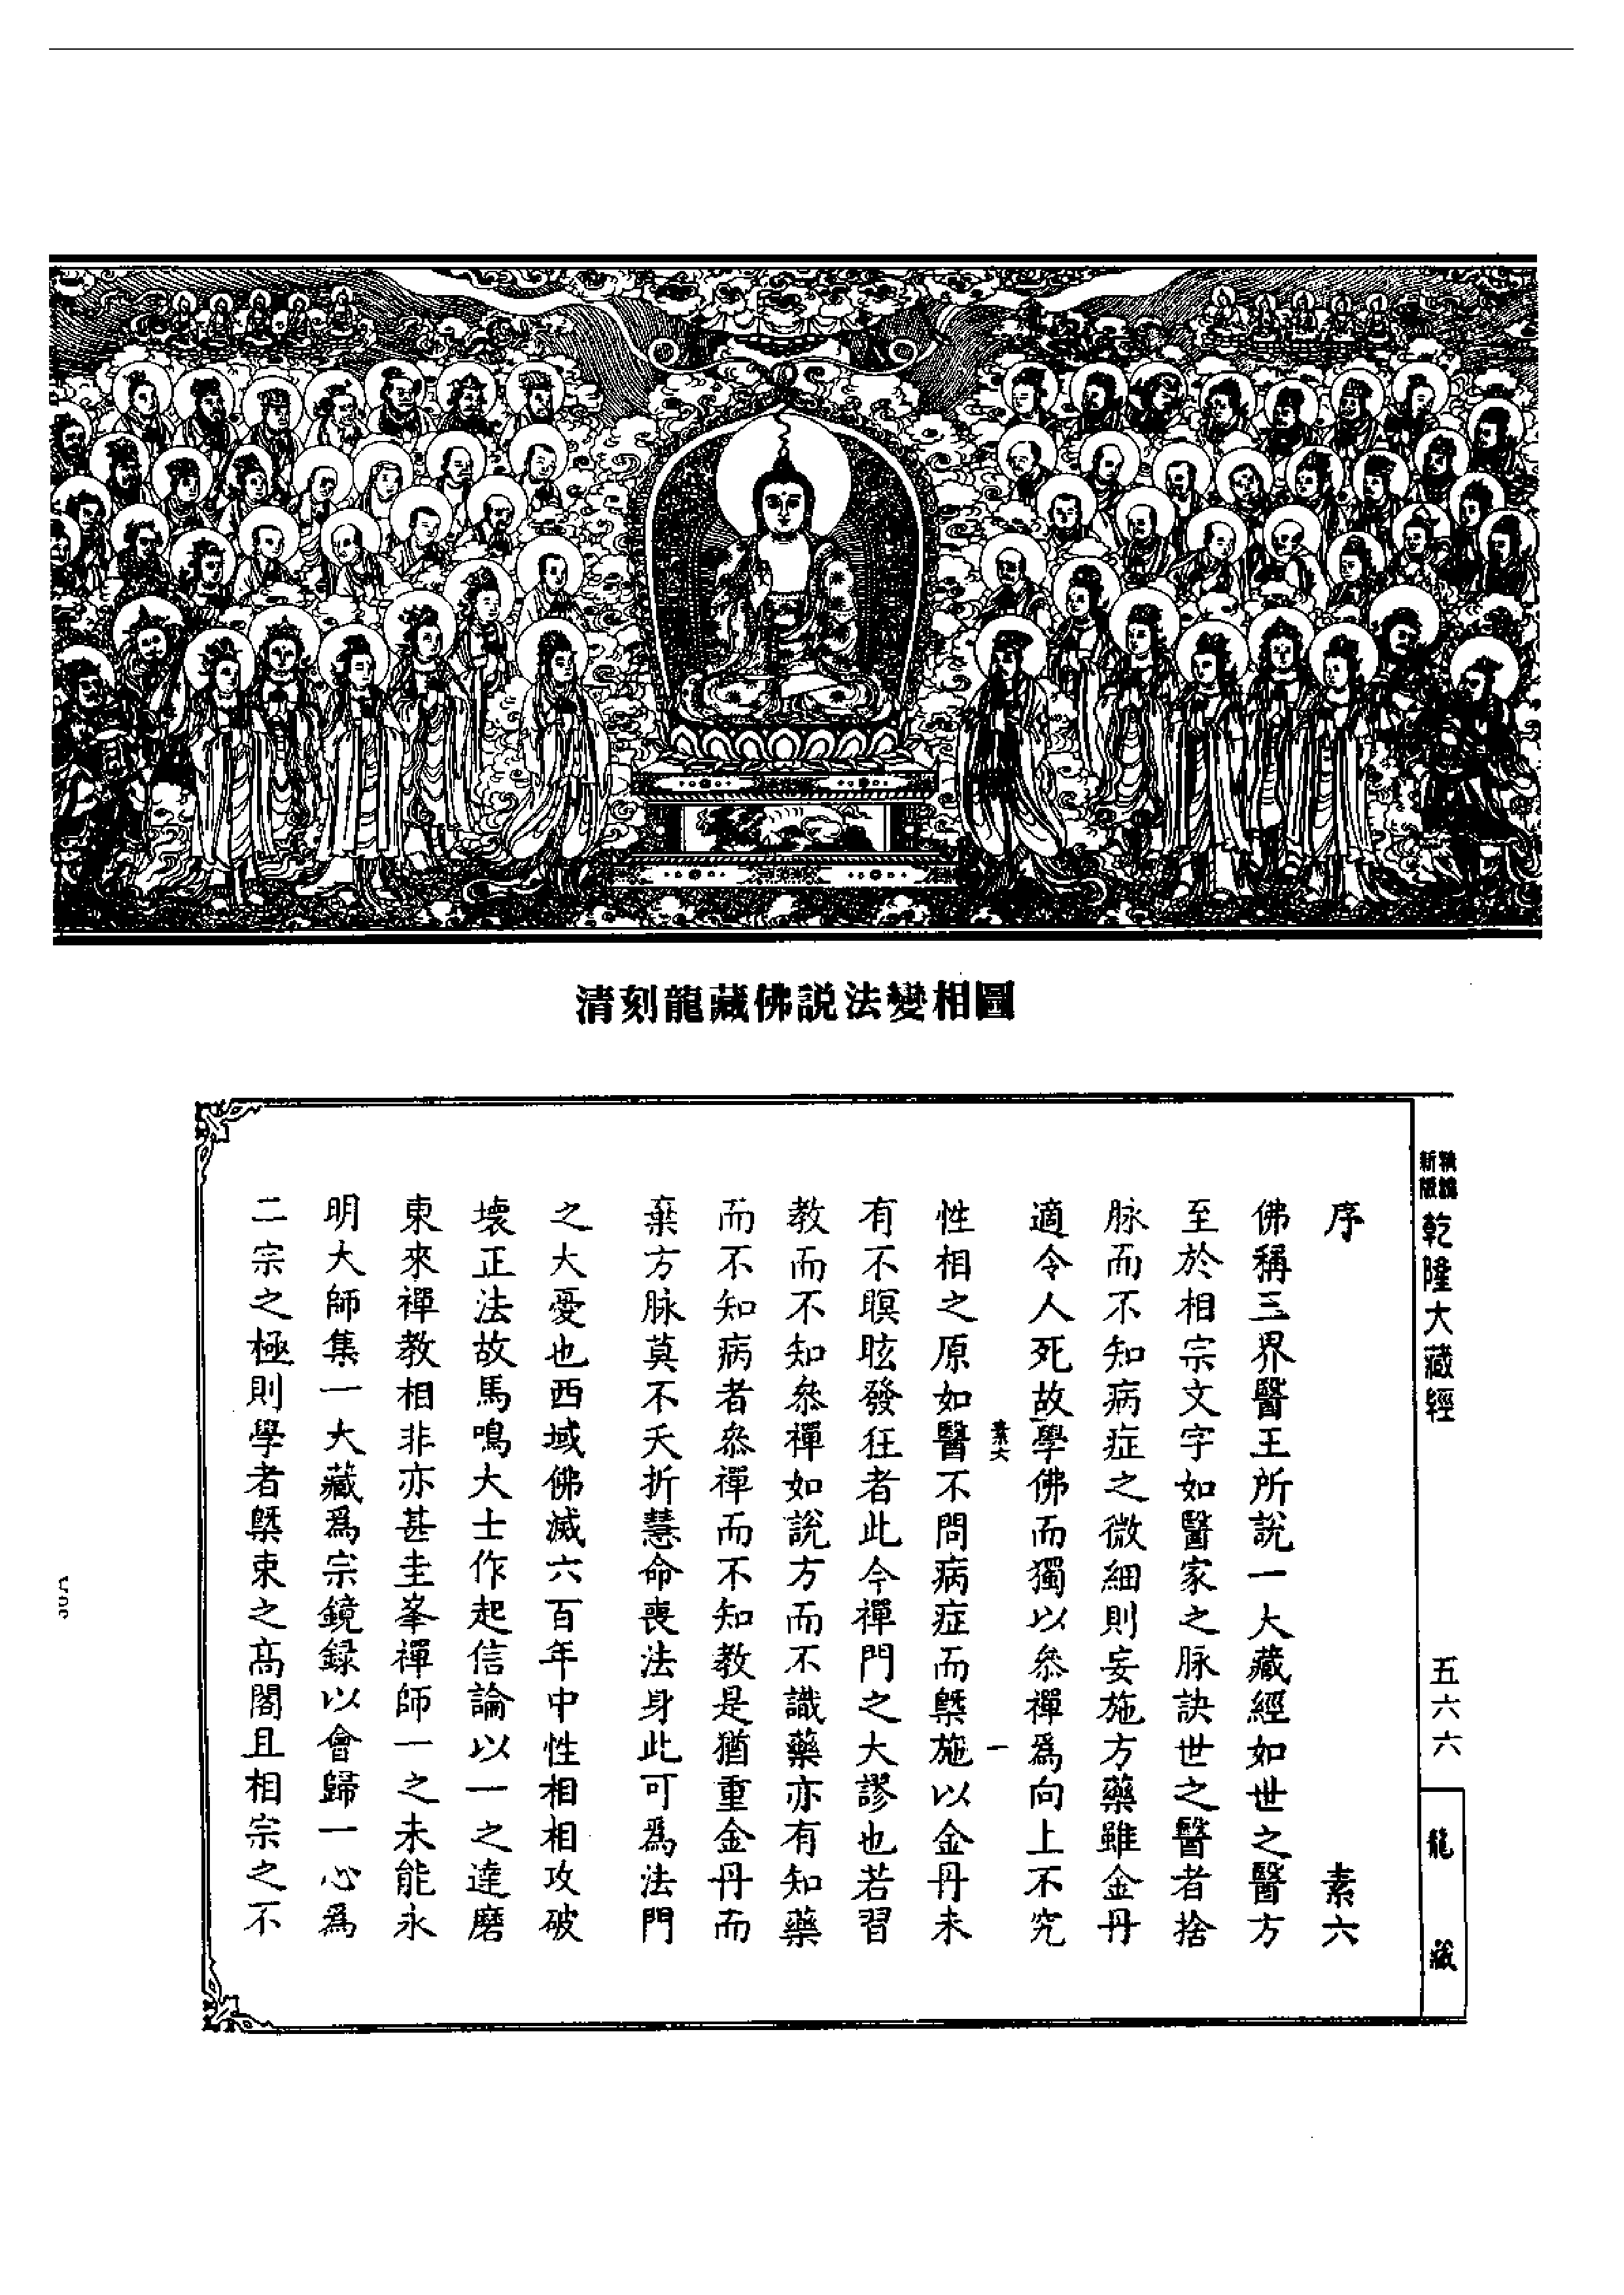 清刻龍藏佛説法變相圖
新版
乾隆大藏經
五六六
龍藏
序 素六
佛稱三界醫王所說一大藏經如世之醫方
至於相宗文字如醫家之脉訣世之醫者捨
脉而不知病症之微細則妄施方藥雖金丹
適令人死故學佛而獨以叅禪爲向上不究
素六 一
性相之原如醫不問病症而槩施以金丹未
有不瞑眩發狂者此今禪門之大謬也若習
教而不知叅禪如說方而不識藥亦有知藥
而不知病者叅禪而不知教是猶重金丹而
棄方脉莫不夭折慧命喪法身此可爲法門
之大憂也西域佛滅六百年中性相相攻破
壞正法故馬鳴大士作起信論以一之達磨
東來禪教相非亦甚圭峯禪師一之未能永
明大師集一大藏爲宗鏡録以會歸一心爲
二宗之極則學者槩束之高閣且相宗之不